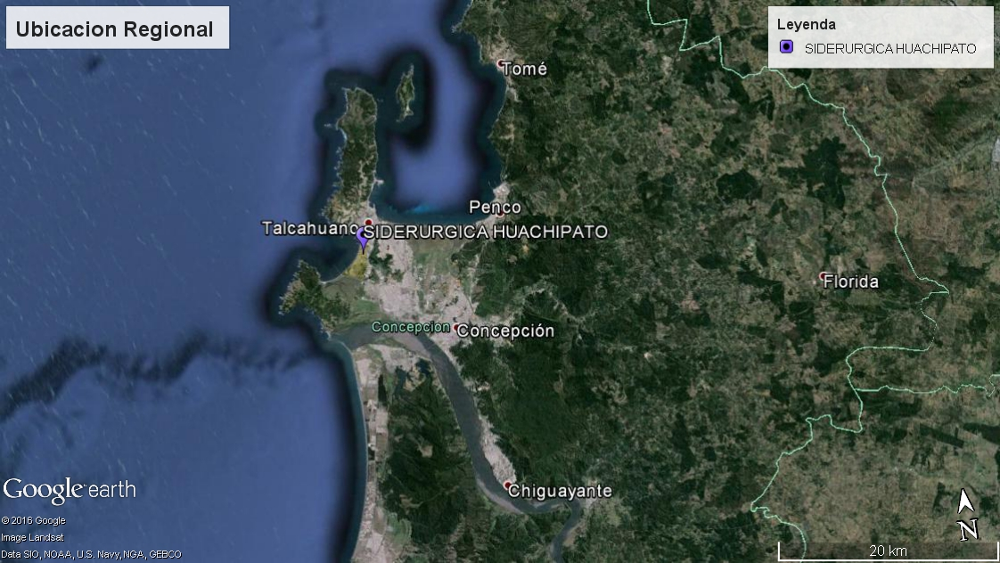 Ubicacion Regional
Leyenda
SIDERURGICA HUACHIPATO
Tomé
Penco
Talcahuano
SIDERURGICA HUACHIPATO
Florida
Concepcion
Concepción
Chiguayante
Google earth
© 2016 Google
Image Landsat
Data SIO, NOAA, U.S. Navy, NGA, GEBCO
N
20 km